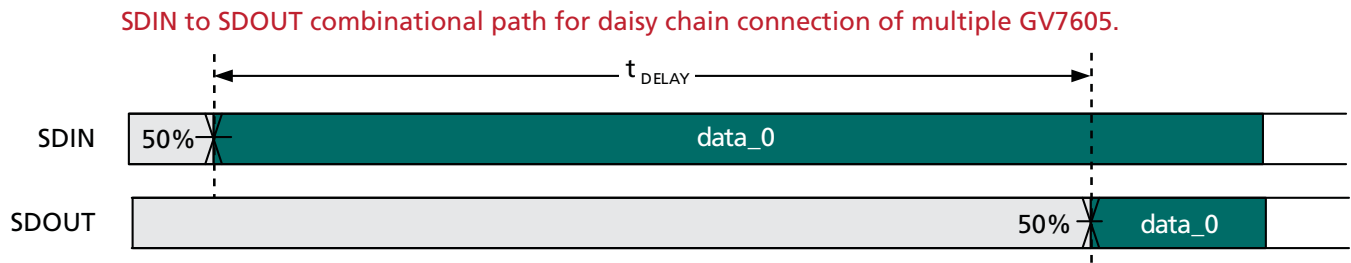 SDIN to SDOUT combinational path for daisy chain connection of multiple GV7605.
t DELAY
SDIN 50% data_0
SDOUT 50% data_0